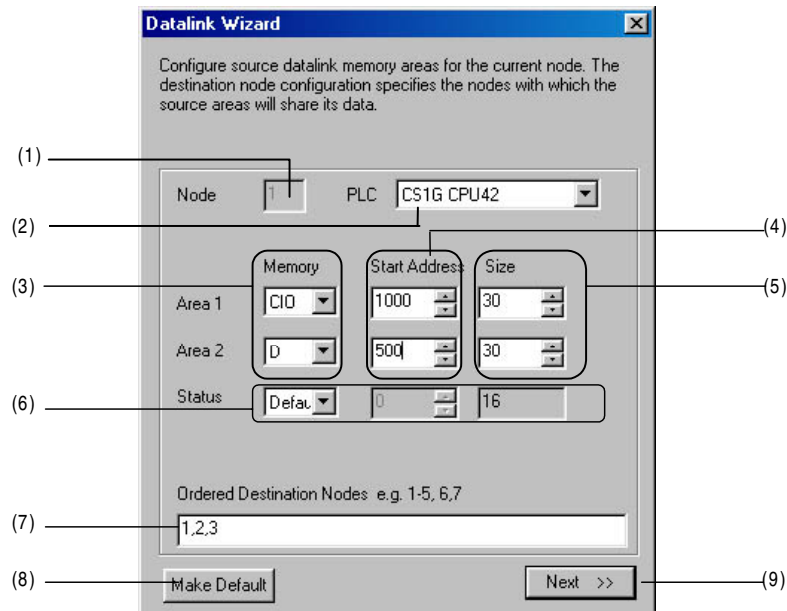 Datalink Wizard
Configure source datalink memory areas for the current node. The
destination node configuration specifies the nodes with which the
source areas will share its data.
(1)
Node 1 PLC CS1G CPU42
(2) (4)
Memory Start Address Size
(3) (5)
Area 1 CIO 1000 30
Area 2 D 500 30
Status Defau 0 16
(6)
Ordered Destination Nodes e.g. 1-5, 6,7
(7) 1,2,3
(8) Make Default Next >> (9)